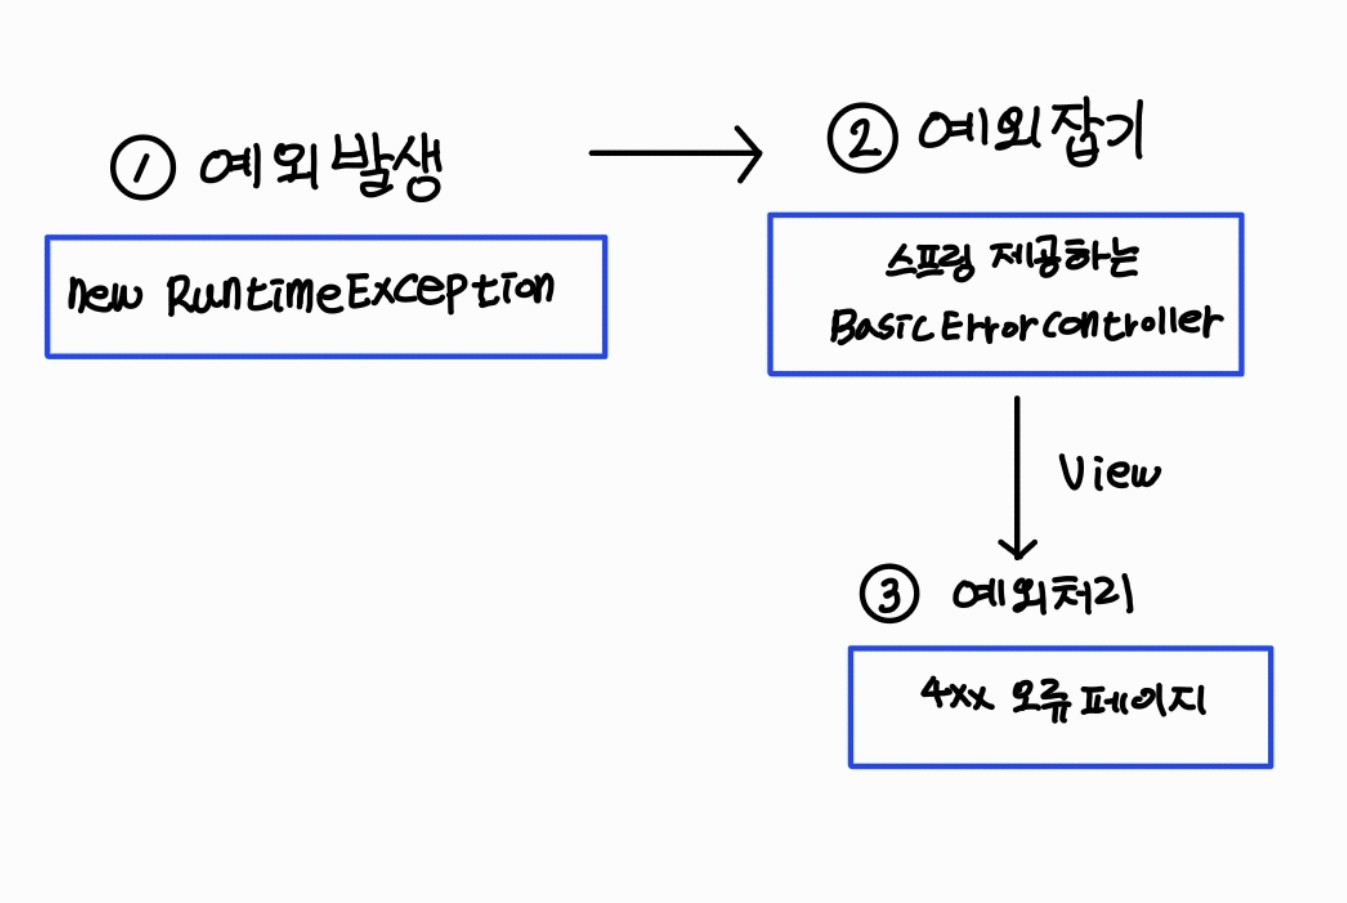 ① 예외발생
new RuntimeException
② 예외잡기
스프링 제공하는
BasicErrorController
View
③ 예외처리
4xx 오류 페이지